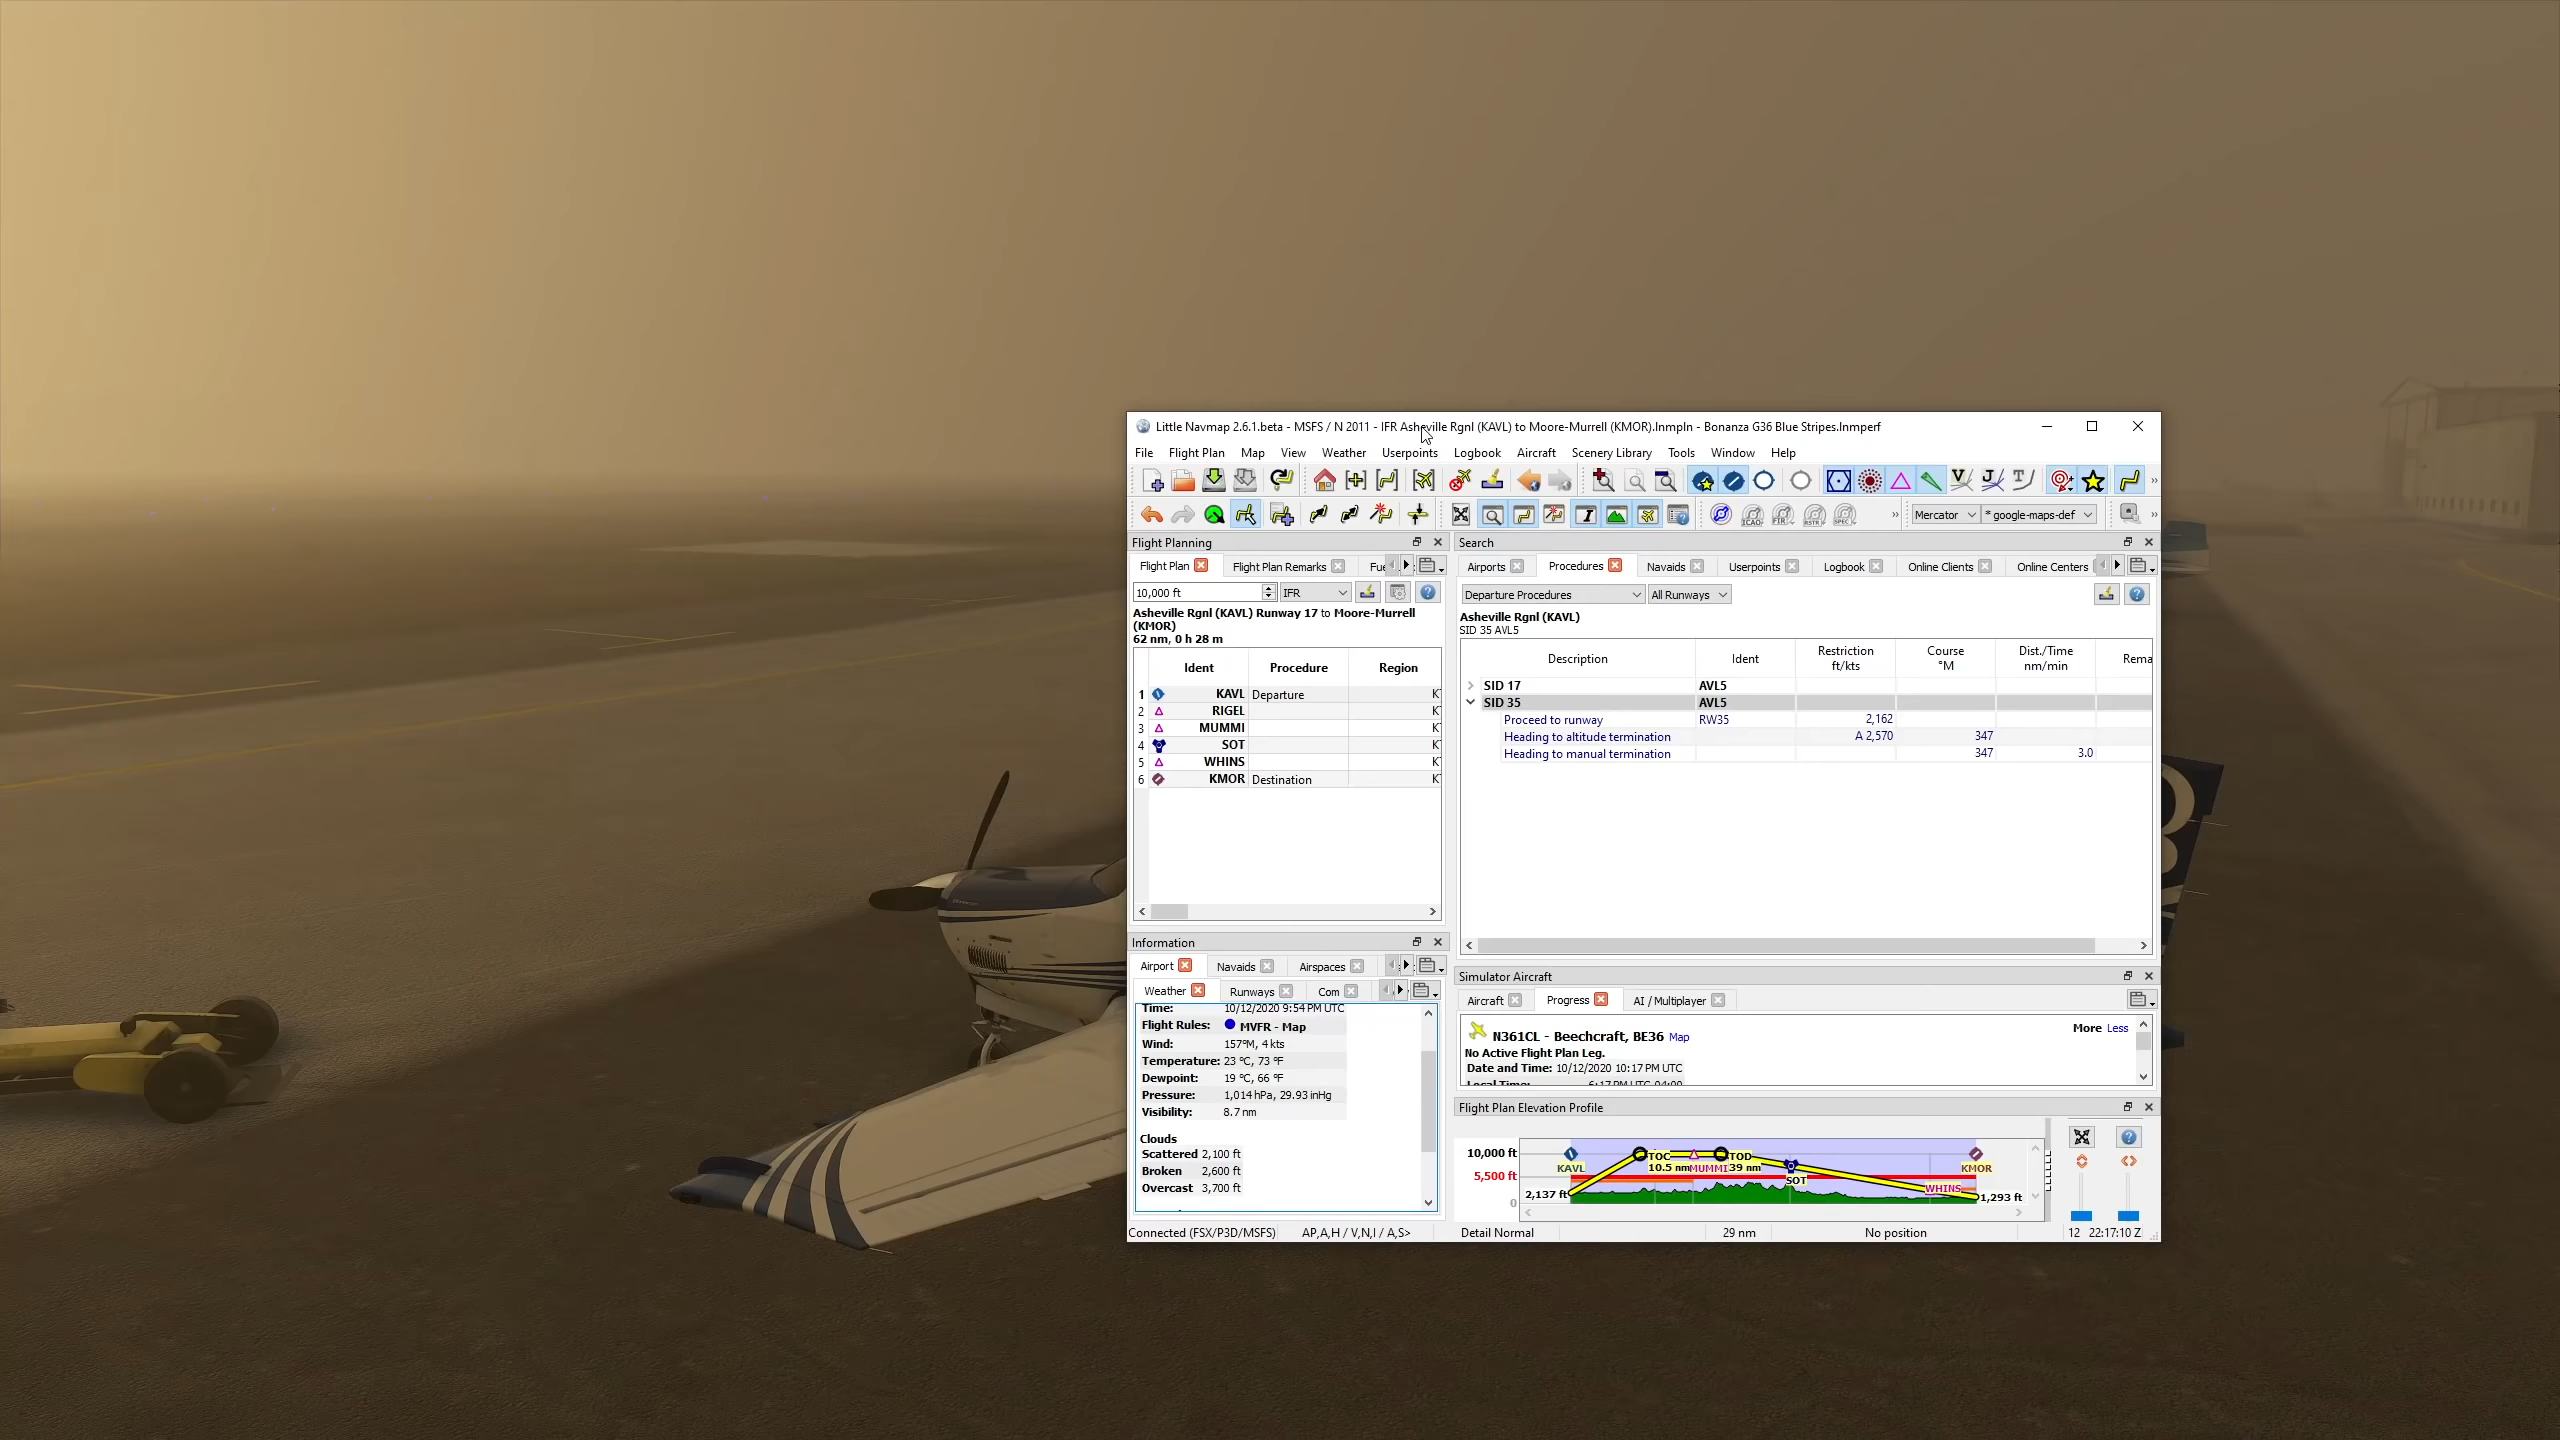 Little Navmap 2.6.1.beta - MSFS / N 2011 - IFR Asheville Rgnl (KAVL) to Moore-Murrell (KMOR).lnmpln - Bonanza G36 Blue Stripes.lnmperf
File Flight Plan Map View Weather Userpoints Logbook Aircraft Scenery Library Tools Window Help
Mercator * google-maps-def
Flight Planning
Flight Plan Flight Plan Remarks Fue
10,000 ft IFR
Asheville Rgnl (KAVL) Runway 17 to Moore-Murrell
(KMOR)
62 nm, 0 h 28 m
Ident Procedure Region
1 KAVL Departure
2 RIGEL
3 MUMMI
4 SOT
5 WHINS
6 KMOR Destination
Search
Airports Procedures Navaids Userpoints Logbook Online Clients Online Centers
Departure Procedures All Runways
Asheville Rgnl (KAVL)
SID 35 AVL5
Description Ident Restriction ft/kts Course °M Dist./Time nm/min Rema
SID 17 AVL5
SID 35 AVL5
Proceed to runway RW35 2,162
Heading to altitude termination A 2,570 347
Heading to manual termination 347 3.0
Information
Airport Navaids Airspaces
Weather Runways Com
Time: 10/12/2020 9:54 PM UTC
Flight Rules: MVFR - Map
Wind: 157°M, 4 kts
Temperature: 23 °C, 73 °F
Dewpoint: 19 °C, 66 °F
Pressure: 1,014 hPa, 29.93 inHg
Visibility: 8.7 nm
Clouds
Scattered 2,100 ft
Broken 2,600 ft
Overcast 3,700 ft
Simulator Aircraft
Aircraft Progress AI / Multiplayer
N361CL - Beechcraft, BE36 Map
More Less
No Active Flight Plan Leg.
Date and Time: 10/12/2020 10:17 PM UTC
Flight Plan Elevation Profile
10,000 ft
5,500 ft
0
2,137 ft
KAVL
TOC
10.5 nm
MUMMI
TOD
39 nm
SOT
WHINS
KMOR
1,293 ft
Connected (FSX/P3D/MSFS) AP,A,H / V,N,I / A,S> Detail Normal 29 nm No position 12 22:17:10 Z